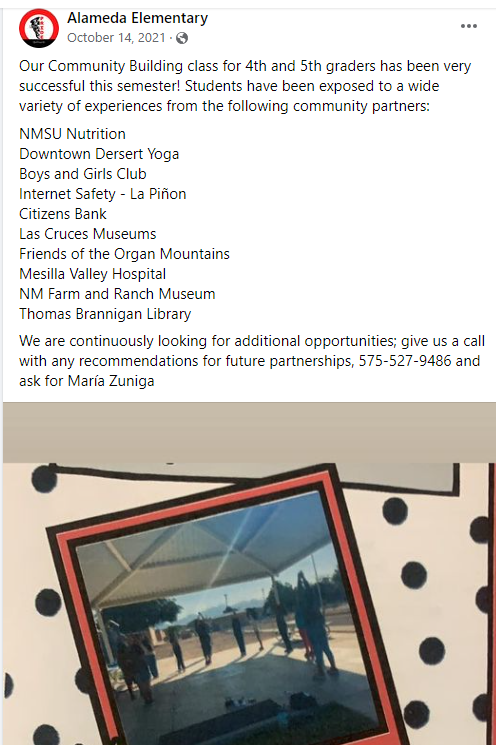 Alameda Elementary
October 14, 2021 ·
Our Community Building class for 4th and 5th graders has been very
successful this semester! Students have been exposed to a wide
variety of experiences from the following community partners:
NMSU Nutrition
Downtown Dersert Yoga
Boys and Girls Club
Internet Safety - La Piñon
Citizens Bank
Las Cruces Museums
Friends of the Organ Mountains
Mesilla Valley Hospital
NM Farm and Ranch Museum
Thomas Brannigan Library
We are continuously looking for additional opportunities; give us a call
with any recommendations for future partnerships, 575-527-9486 and
ask for María Zuniga